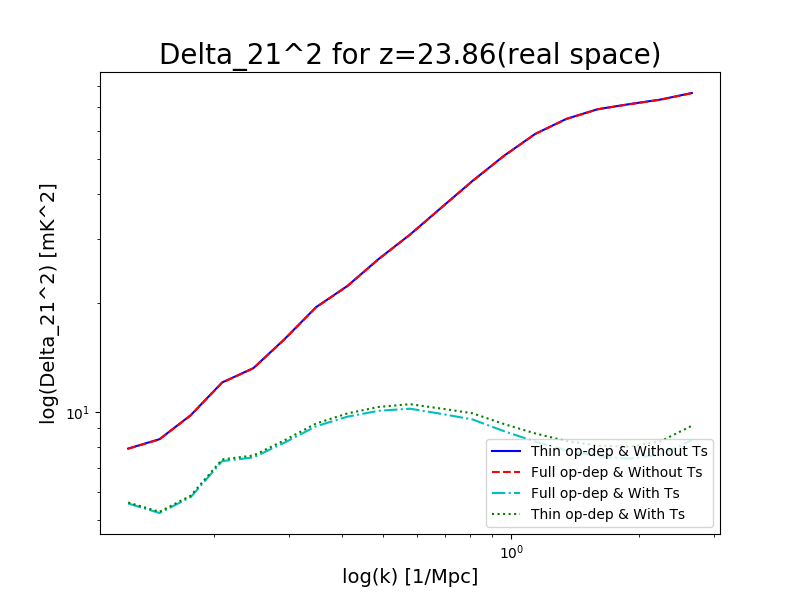 Delta_21^2 for z=23.86(real space)
log(Delta_21^2) [mK^2]
10^1
10^0
log(k) [1/Mpc]
Thin op-dep & Without Ts
Full op-dep & Without Ts
Full op-dep & With Ts
Thin op-dep & With Ts